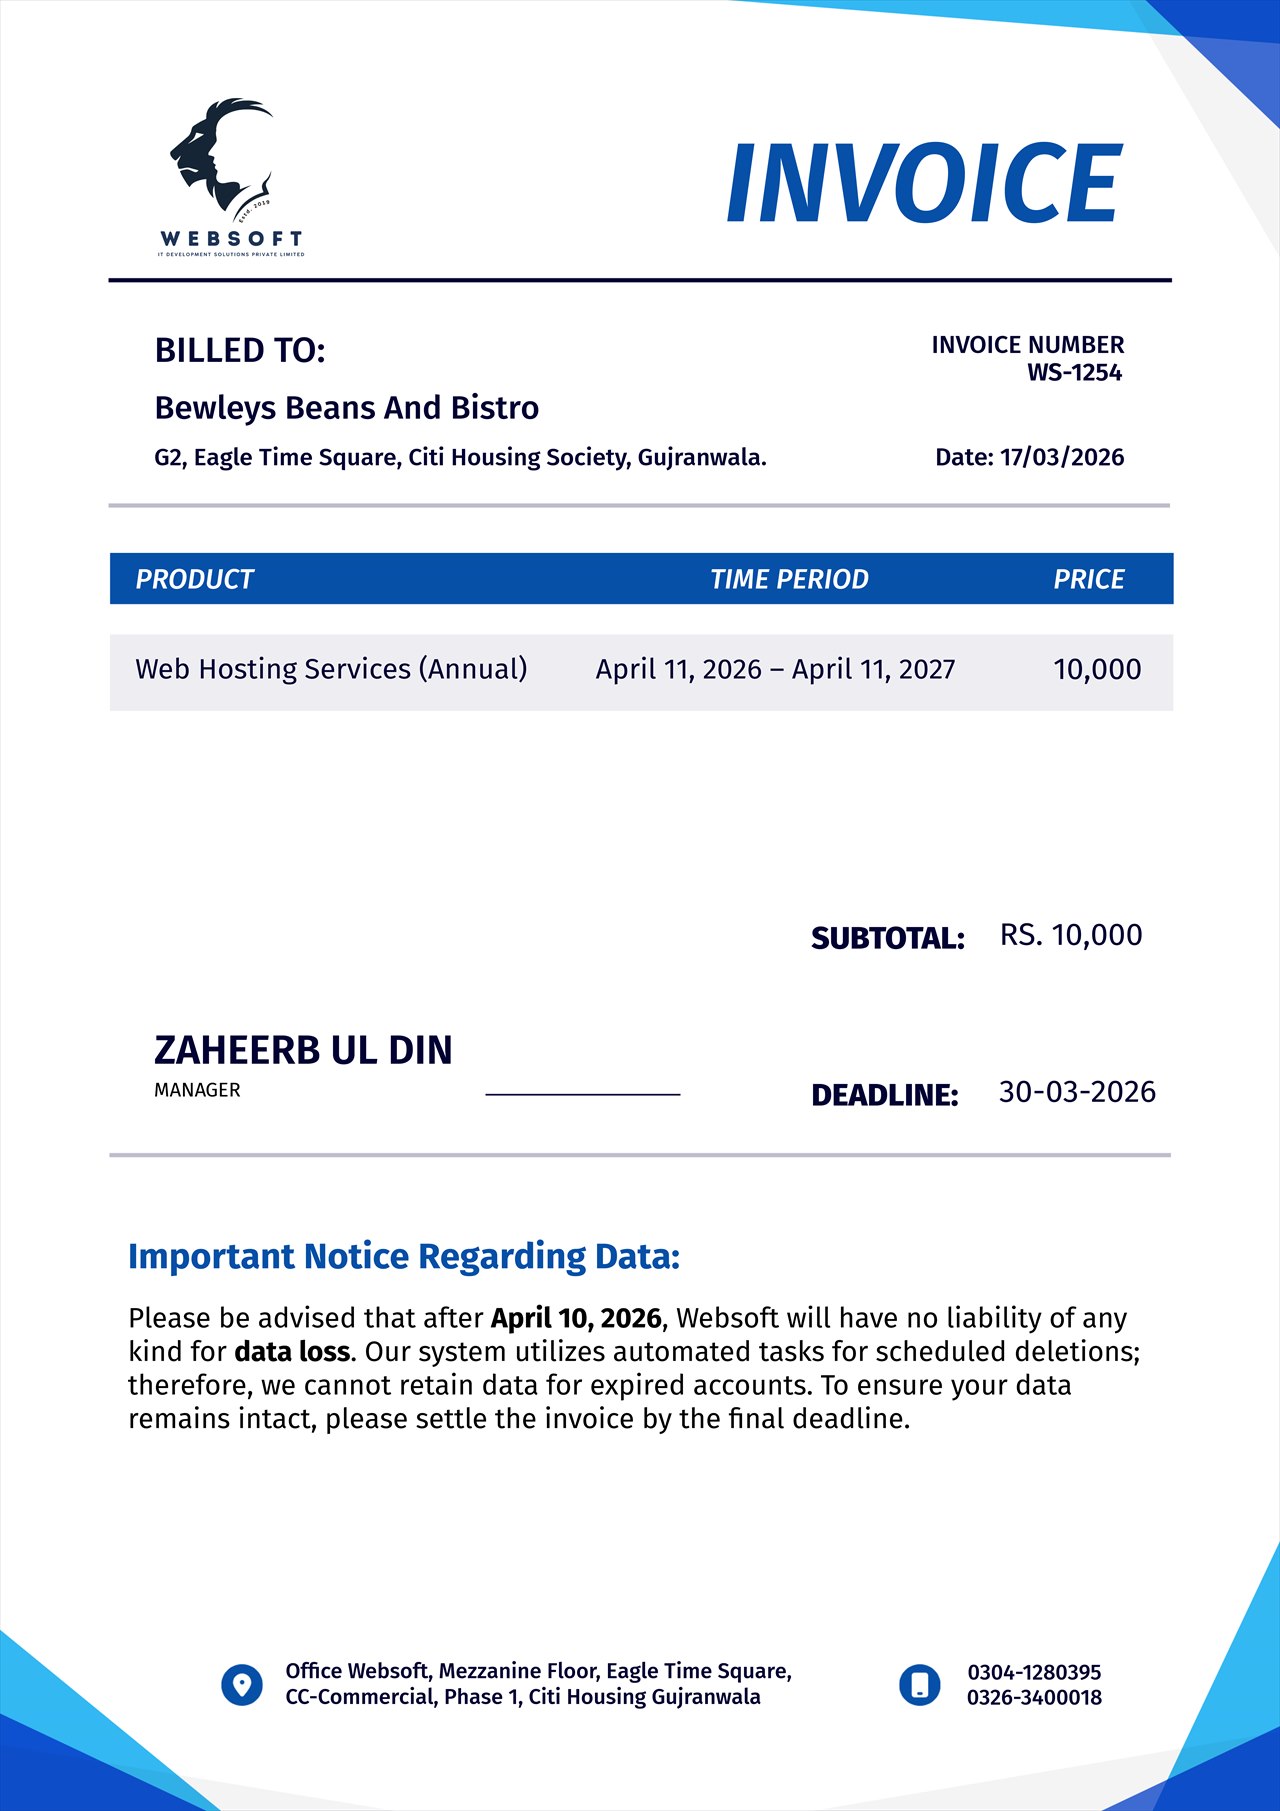 Estd. 2019
WEBSOFT
IT DEVELOPMENT SOLUTIONS PRIVATE LIMITED
INVOICE
BILLED TO:
Bewleys Beans And Bistro
G2, Eagle Time Square, Citi Housing Society, Gujranwala.
INVOICE NUMBER
WS-1254
Date: 17/03/2026
PRODUCT TIME PERIOD PRICE
Web Hosting Services (Annual) April 11, 2026 – April 11, 2027 10,000
SUBTOTAL: RS. 10,000
ZAHEERB UL DIN
MANAGER
DEADLINE: 30-03-2026
Important Notice Regarding Data:
Please be advised that after April 10, 2026, Websoft will have no liability of any
kind for data loss. Our system utilizes automated tasks for scheduled deletions;
therefore, we cannot retain data for expired accounts. To ensure your data
remains intact, please settle the invoice by the final deadline.
Office Websoft, Mezzanine Floor, Eagle Time Square,
CC-Commercial, Phase 1, Citi Housing Gujranwala
0304-1280395
0326-3400018